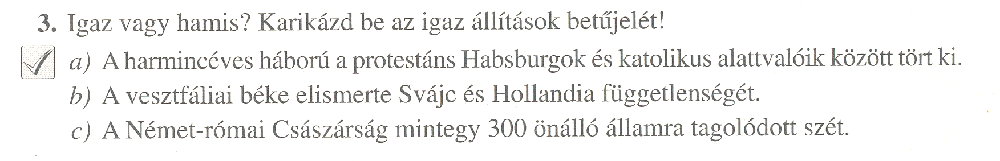 3. Igaz vagy hamis? Karikázd be az igaz állítások betűjelét!
a) A harmincéves háború a protestáns Habsburgok és katolikus alattvalóik között tört ki.
b) A vesztfáliai béke elismerte Svájc és Hollandia függetlenségét.
c) A Német-római Császárság mintegy 300 önálló államra tagolódott szét.